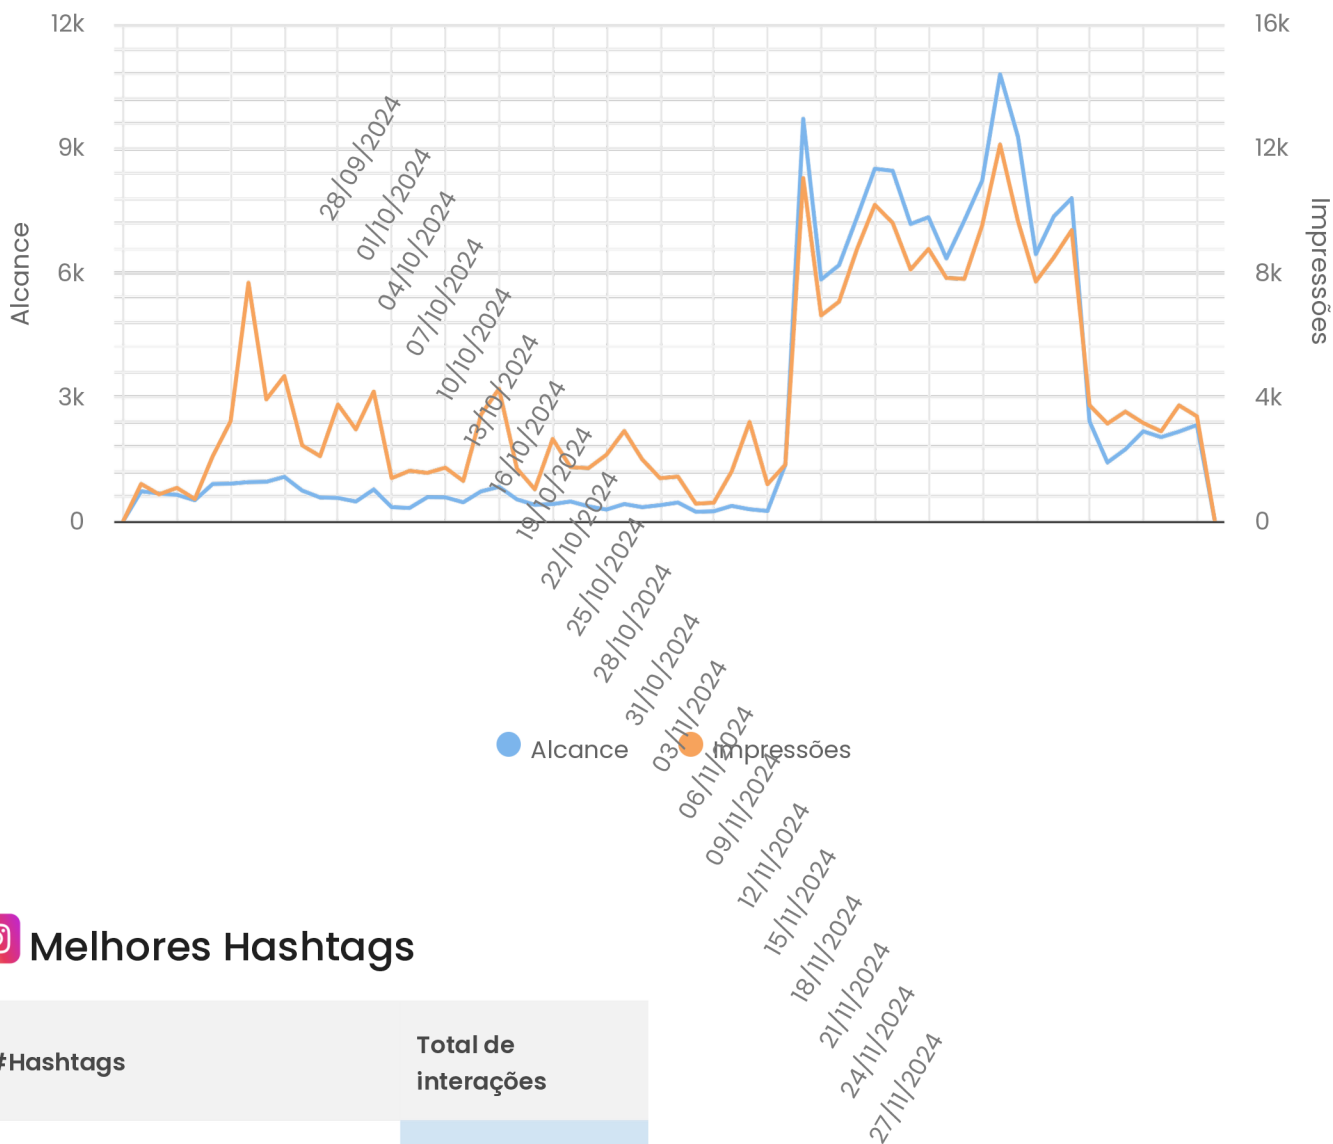 12k
16k
9k
12k
6k
8k
3k
4k
0
0
Alcance
Impressões
28/09/2024
01/10/2024
04/10/2024
07/10/2024
10/10/2024
13/10/2024
16/10/2024
19/10/2024
22/10/2024
25/10/2024
28/10/2024
31/10/2024
03/11/2024
06/11/2024
09/11/2024
12/11/2024
15/11/2024
18/11/2024
21/11/2024
24/11/2024
27/11/2024
Alcance
Impressões
Melhores Hashtags
#Hashtags
Total de
interações